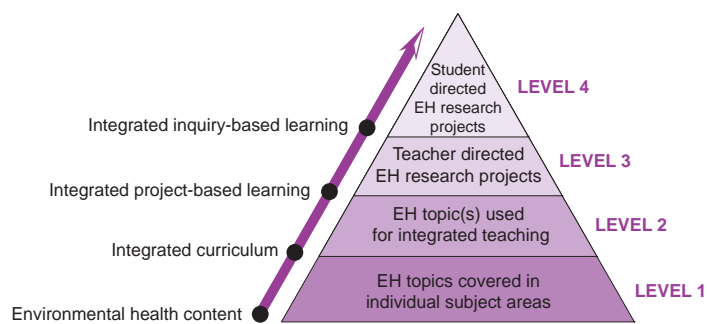 Student
directed
EH research
projects
LEVEL 4
Integrated inquiry-based learning
Teacher directed
EH research projects
LEVEL 3
Integrated project-based learning
EH topic(s) used
for integrated teaching
LEVEL 2
Integrated curriculum
EH topics covered in
individual subject areas
LEVEL 1
Environmental health content